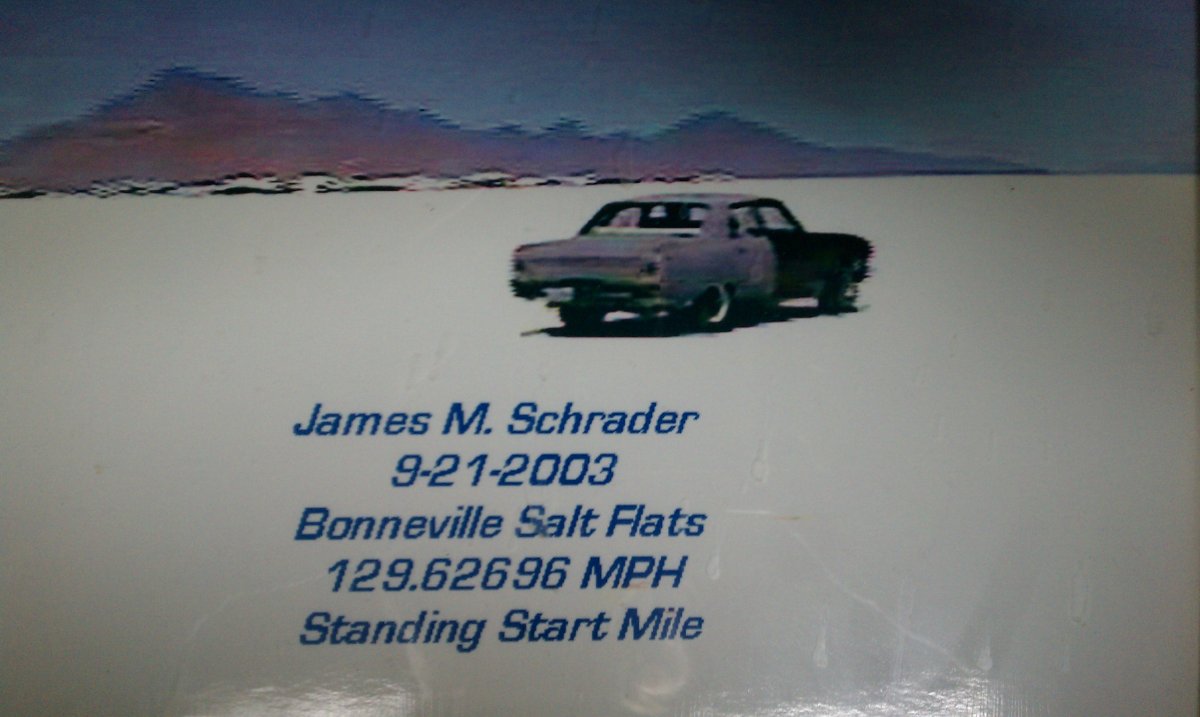 James M. Schrader
9-21-2003
Bonneville Salt Flats
129.62696 MPH
Standing Start Mile